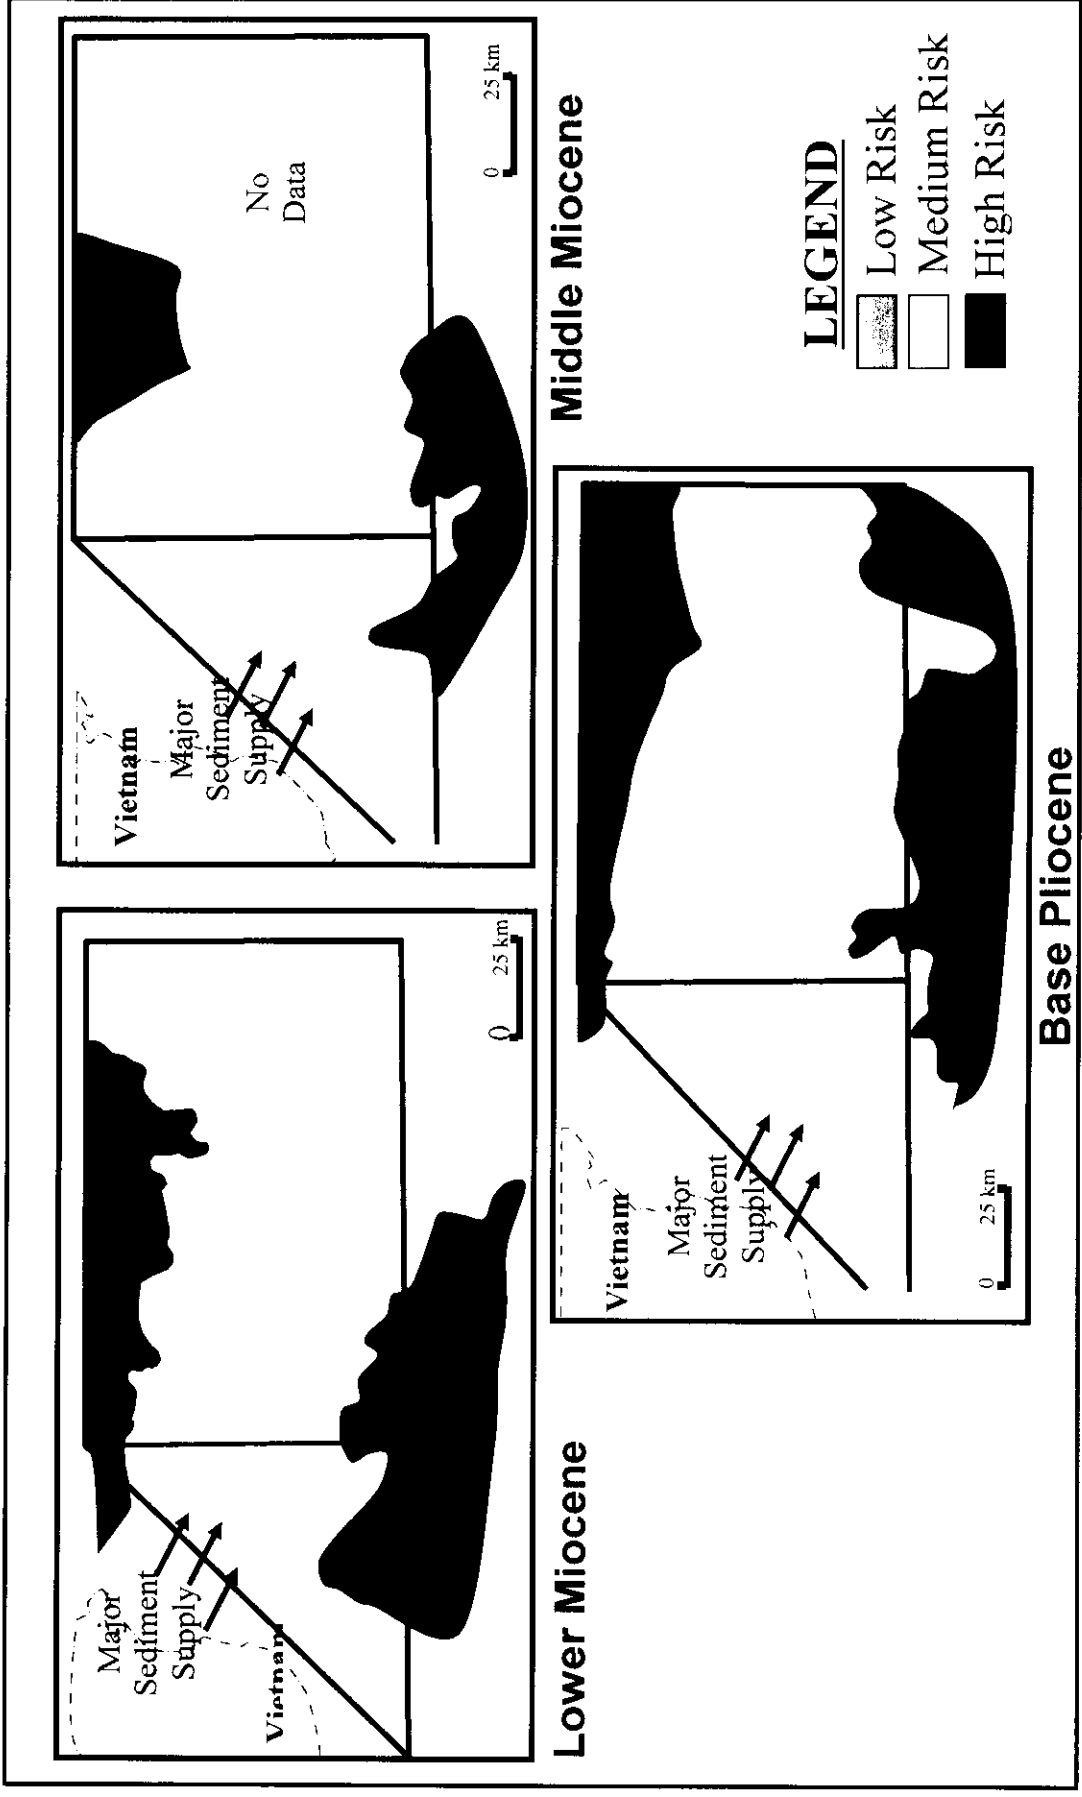 Major
Sediment
Supply
Vietnam
0
25 km
Lower Miocene
Vietnam
Major
Sediment
Supply
No
Data
0
25 km
Middle Miocene
Vietnam
Major
Sediment
Supply
0
25 km
Base Pliocene
LEGEND
Low Risk
Medium Risk
High Risk